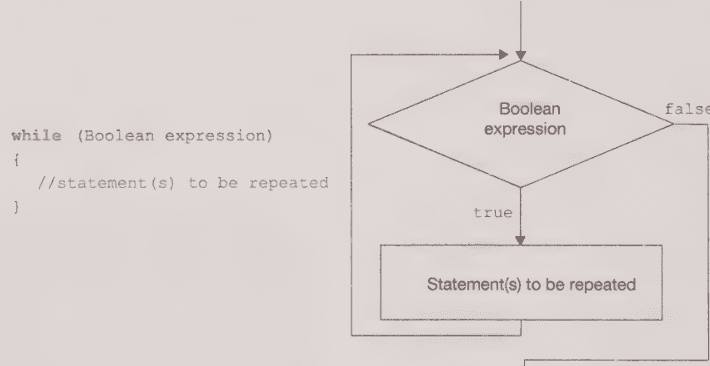 while (Boolean expression)
{
//statement(s) to be repeated
}
Boolean
expression
false
true
Statement(s) to be repeated